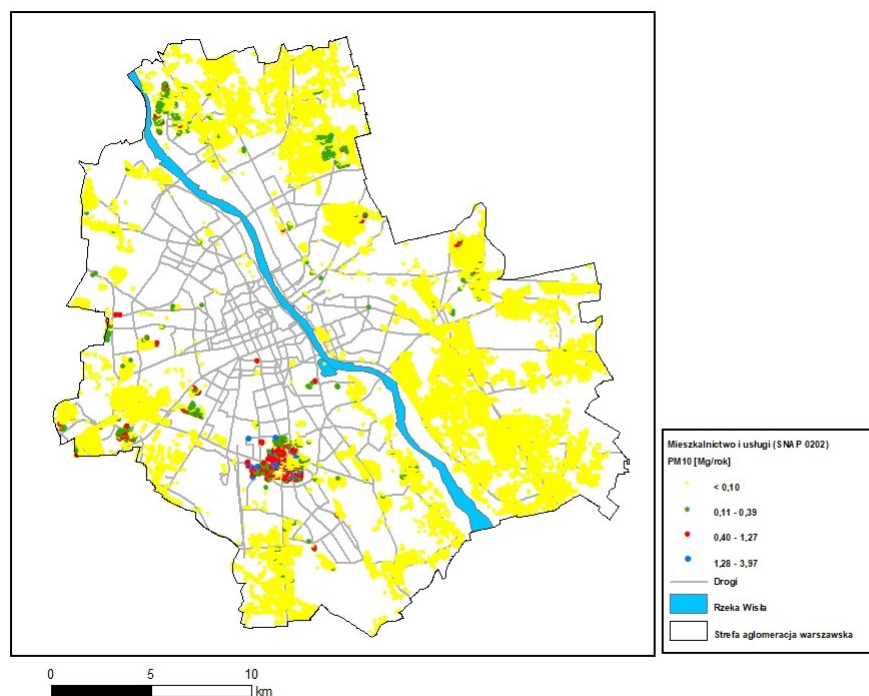 Mieszkalnictwo i usługi (SNAP 0202)
PM10 [Mg/rok]
< 0,10
0,11 - 0,39
0,40 - 1,27
1,28 - 3,97
Drogi
Rzeka Wisła
Strefa aglomeracja warszawska
0 5 10
km